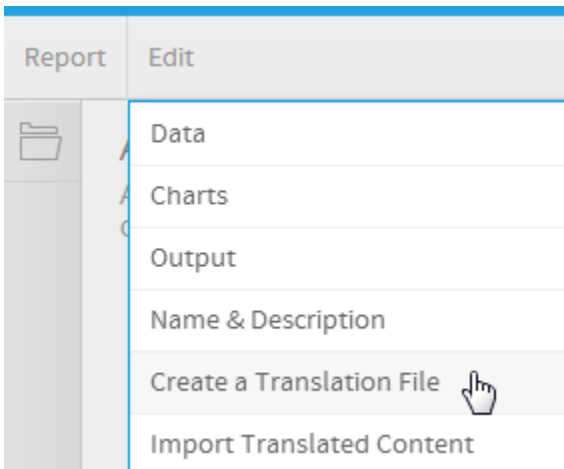 Report Edit
Data
Charts
Output
Name & Description
Create a Translation File
Import Translated Content